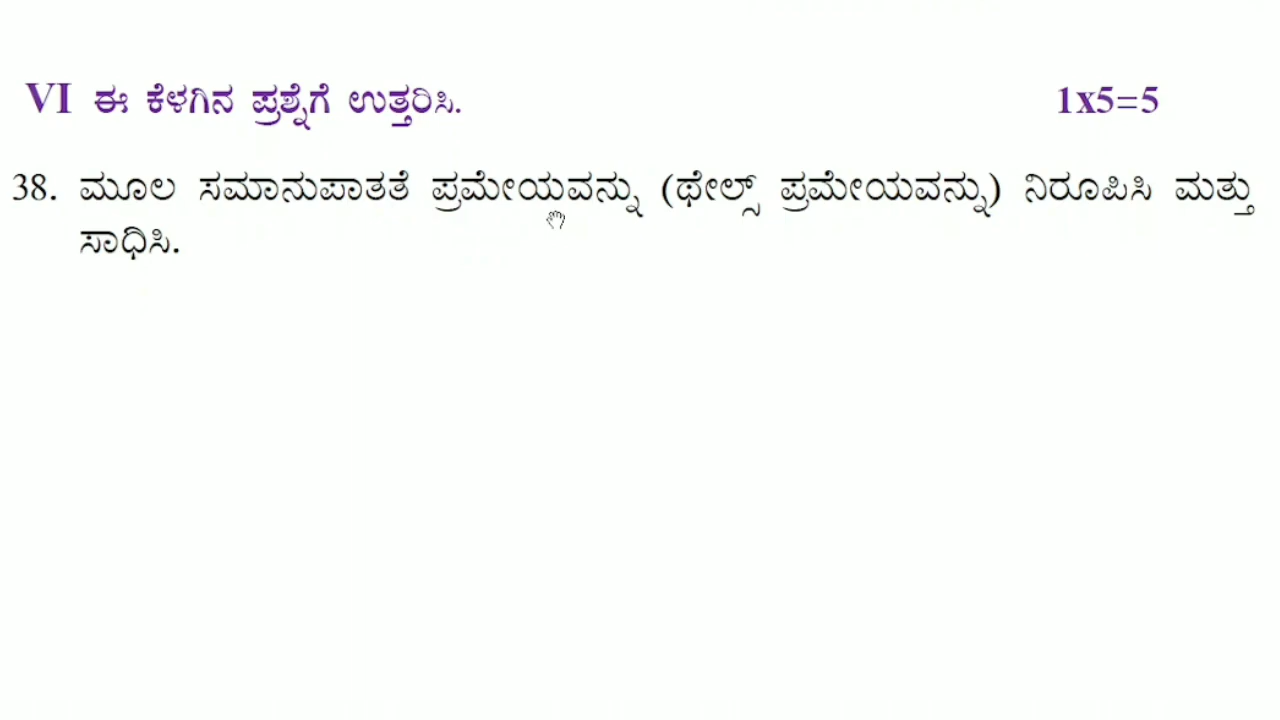 VI ಈ ಕೆಳಗಿನ ಪ್ರಶ್ನೆಗೆ ಉತ್ತರಿಸಿ. 1x5=5
38. ಮೂಲ ಸಮಾನುಪಾತತೆ ಪ್ರಮೇಯವನ್ನು (ಥೇಲ್ಸ್ ಪ್ರಮೇಯವನ್ನು) ನಿರೂಪಿಸಿ ಮತ್ತು
ಸಾಧಿಸಿ.